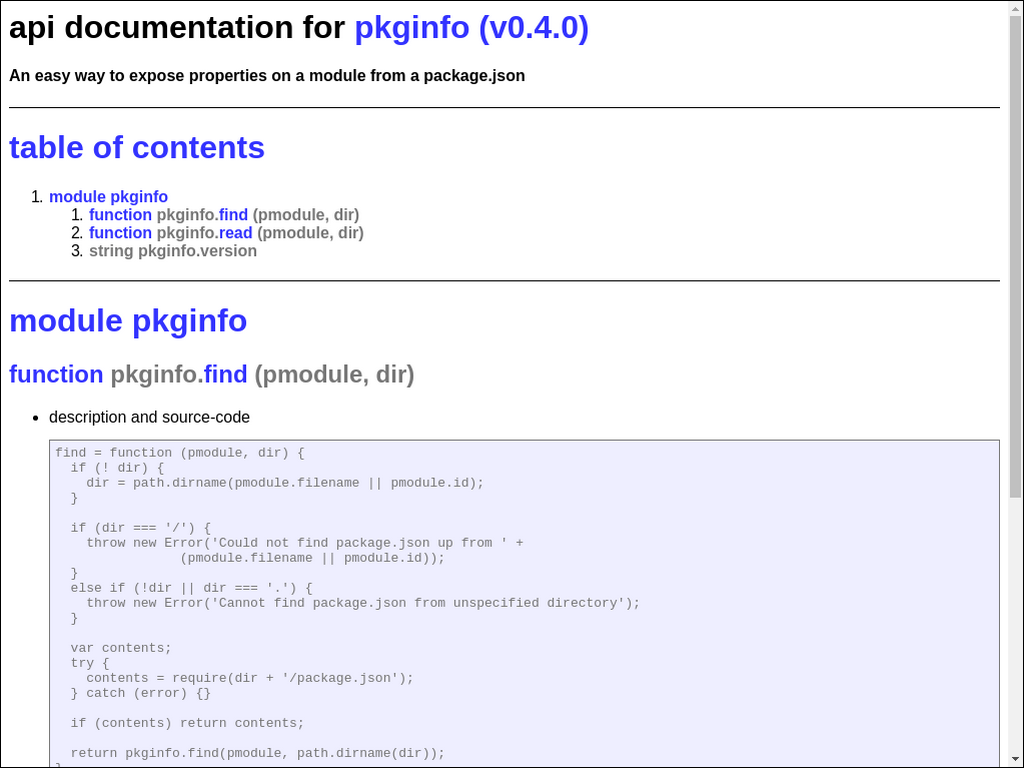 api documentation for pkginfo (v0.4.0)
An easy way to expose properties on a module from a package.json
table of contents
1. module pkginfo
1. function pkginfo.find (pmodule, dir)
2. function pkginfo.read (pmodule, dir)
3. string pkginfo.version
module pkginfo
function pkginfo.find (pmodule, dir)
• description and source-code
find = function (pmodule, dir) {
  if (! dir) {
    dir = path.dirname(pmodule.filename || pmodule.id);
  }

  if (dir === '/') {
    throw new Error('Could not find package.json up from ' +
                (pmodule.filename || pmodule.id));
  }
  else if (!dir || dir === '.') {
    throw new Error('Cannot find package.json from unspecified directory');
  }

  var contents;
  try {
    contents = require(dir + '/package.json');
  } catch (error) {}

  if (contents) return contents;

  return pkginfo.find(pmodule, path.dirname(dir));
}